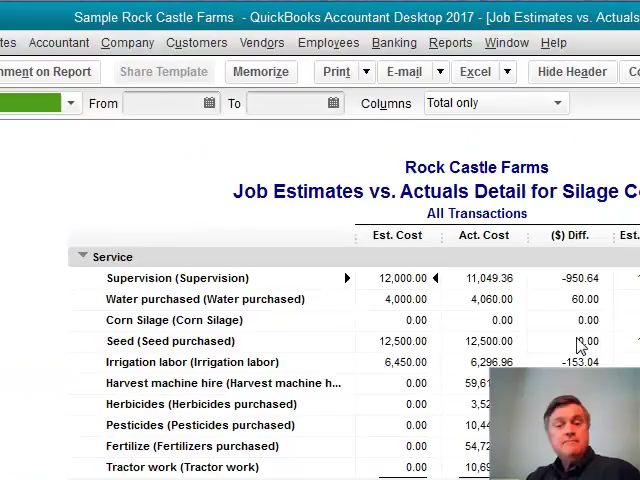 Sample Rock Castle Farms - QuickBooks Accountant Desktop 2017 - [Job Estimates vs. Actuals
Accountant Company Customers Vendors Employees Banking Reports Window Help
on Report Share Template Memorize Print E-mail Excel Hide Header
From To Columns Total only
Rock Castle Farms
Job Estimates vs. Actuals Detail for Silage
All Transactions
Est. Cost Act. Cost ($) Diff. Est.
Service
Supervision (Supervision) 12,000.00 11,049.36 -950.64
Water purchased (Water purchased) 4,000.00 4,060.00 60.00
Corn Silage (Corn Silage) 0.00 0.00 0.00
Seed (Seed purchased) 12,500.00 12,500.00
Irrigation labor (Irrigation labor) 6,450.00 6,296.96 -153.04
Harvest machine hire (Harvest machine h... 0.00
Herbicides (Herbicides purchased) 0.00
Pesticides (Pesticides purchased) 0.00
Fertilize (Fertilizers purchased) 0.00
Tractor work (Tractor work) 0.00